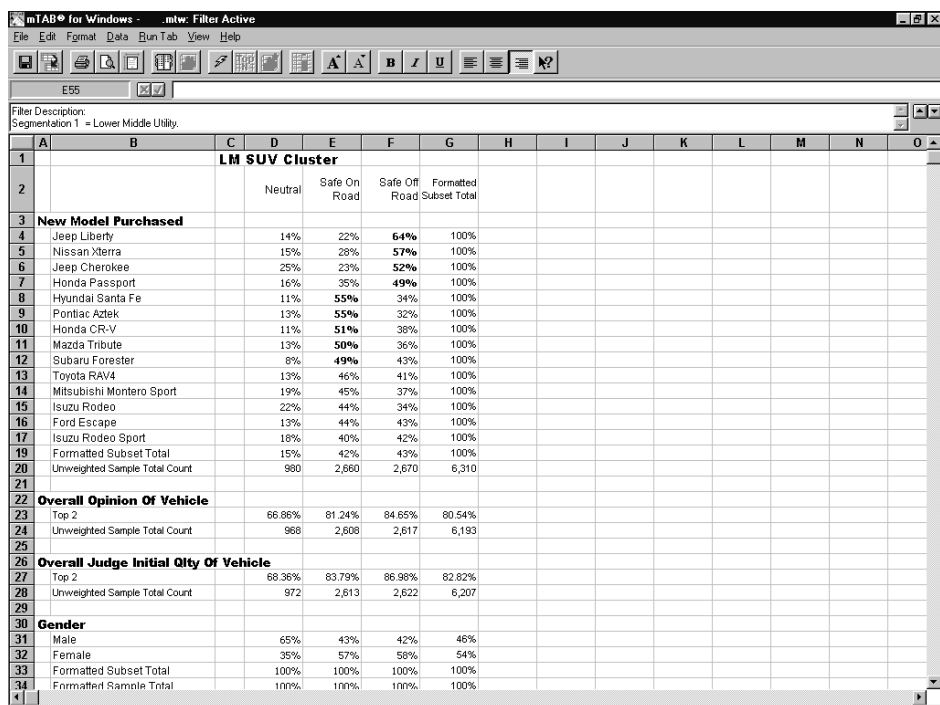 mTAB® for Windows - .mtw: Filter Active
File Edit Format Data Run Tab View Help
TOP A A B I U
E55
Filter Description:
Segmentation 1 = Lower Middle Utility.
A B C D E F G H I J K L M N O
1 LM SUV Cluster
2 Neutral Safe On Road Safe Off Road Formatted Subset Total
3 New Model Purchased
4 Jeep Liberty 14% 22% 64% 100%
5 Nissan Xterra 15% 28% 57% 100%
6 Jeep Cherokee 25% 23% 52% 100%
7 Honda Passport 16% 35% 49% 100%
8 Hyundai Santa Fe 11% 55% 34% 100%
9 Pontiac Aztek 13% 55% 32% 100%
10 Honda CR-V 11% 51% 38% 100%
11 Mazda Tribute 13% 50% 36% 100%
12 Subaru Forester 8% 49% 43% 100%
13 Toyota RAV4 13% 46% 41% 100%
14 Mitsubishi Montero Sport 19% 45% 37% 100%
15 Isuzu Rodeo 22% 44% 34% 100%
16 Ford Escape 13% 44% 43% 100%
17 Isuzu Rodeo Sport 18% 40% 42% 100%
19 Formatted Subset Total 15% 42% 43% 100%
20 Unweighted Sample Total Count 980 2,660 2,670 6,310
21
22 Overall Opinion Of Vehicle
23 Top 2 66.86% 81.24% 84.65% 80.54%
24 Unweighted Sample Total Count 968 2,608 2,617 6,193
25
26 Overall Judge Initial Qlty Of Vehicle
27 Top 2 68.36% 83.79% 86.98% 82.82%
28 Unweighted Sample Total Count 972 2,613 2,622 6,207
29
30 Gender
31 Male 65% 43% 42% 46%
32 Female 35% 57% 58% 54%
33 Formatted Subset Total 100% 100% 100% 100%
34 Formatted Sample Total 100% 100% 100% 100%